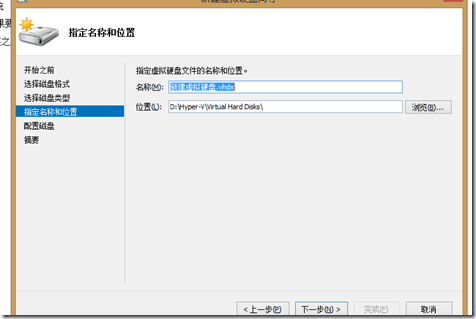 新建虚拟硬盘向导
指定名称和位置
开始之前
选择磁盘格式
选择磁盘类型
指定名称和位置
配置磁盘
摘要
指定虚拟硬盘文件的名称和位置。
名称(M): 新建虚拟硬盘.vhdx
位置(L): D:\Hyper-V\Virtual Hard Disks\ 浏览(B)...
< 上一步(P) 下一步(N) > 完成(F) 取消